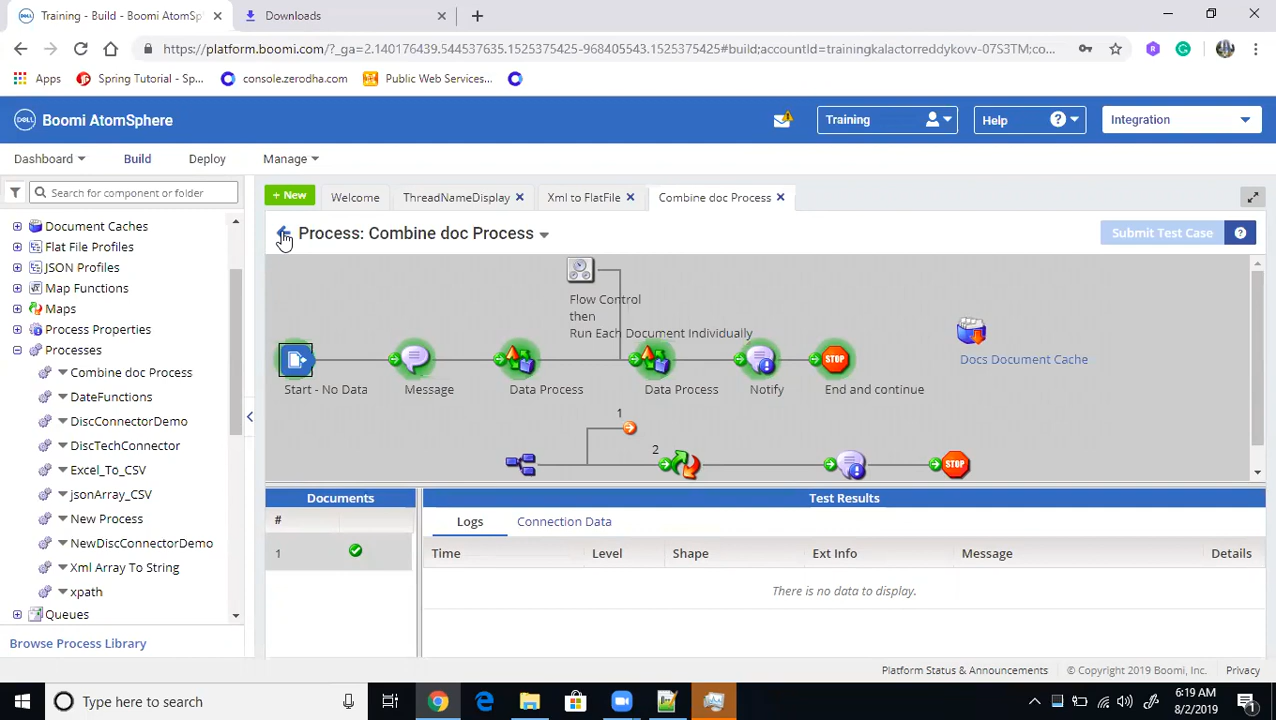 Training - Build - Boomi AtomSph
Downloads
https://platform.boomi.com/?_ga=2.140176439.544537635.1525375425-968405543.1525375425#build;accountId=trainingkalactorreddykovv-07S3TM;co...
Apps
Spring Tutorial - Sp...
console.zerodha.com
Public Web Services...
DELL
Boomi AtomSphere
Training
Help
Integration
Dashboard
Build
Deploy
Manage
Search for component or folder
+ New
Welcome
ThreadNameDisplay
Xml to FlatFile
Combine doc Process
Process: Combine doc Process
Submit Test Case
Document Caches
Flat File Profiles
JSON Profiles
Map Functions
Maps
Process Properties
Processes
Combine doc Process
DateFunctions
DiscConnectorDemo
DiscTechConnector
Excel_To_CSV
jsonArray_CSV
New Process
NewDiscConnectorDemo
Xml Array To String
xpath
Queues
Browse Process Library
Flow Control
then
Run Each Document Individually
Docs Document Cache
STOP
Start - No Data
Message
Data Process
Data Process
Notify
End and continue
1
2
STOP
Documents
#
1
Test Results
Logs
Connection Data
Time
Level
Shape
Ext Info
Message
Details
There is no data to display.
Platform Status & Announcements
© Copyright 2019 Boomi, Inc.
Privacy
Type here to search
6:19 AM
8/2/2019
1